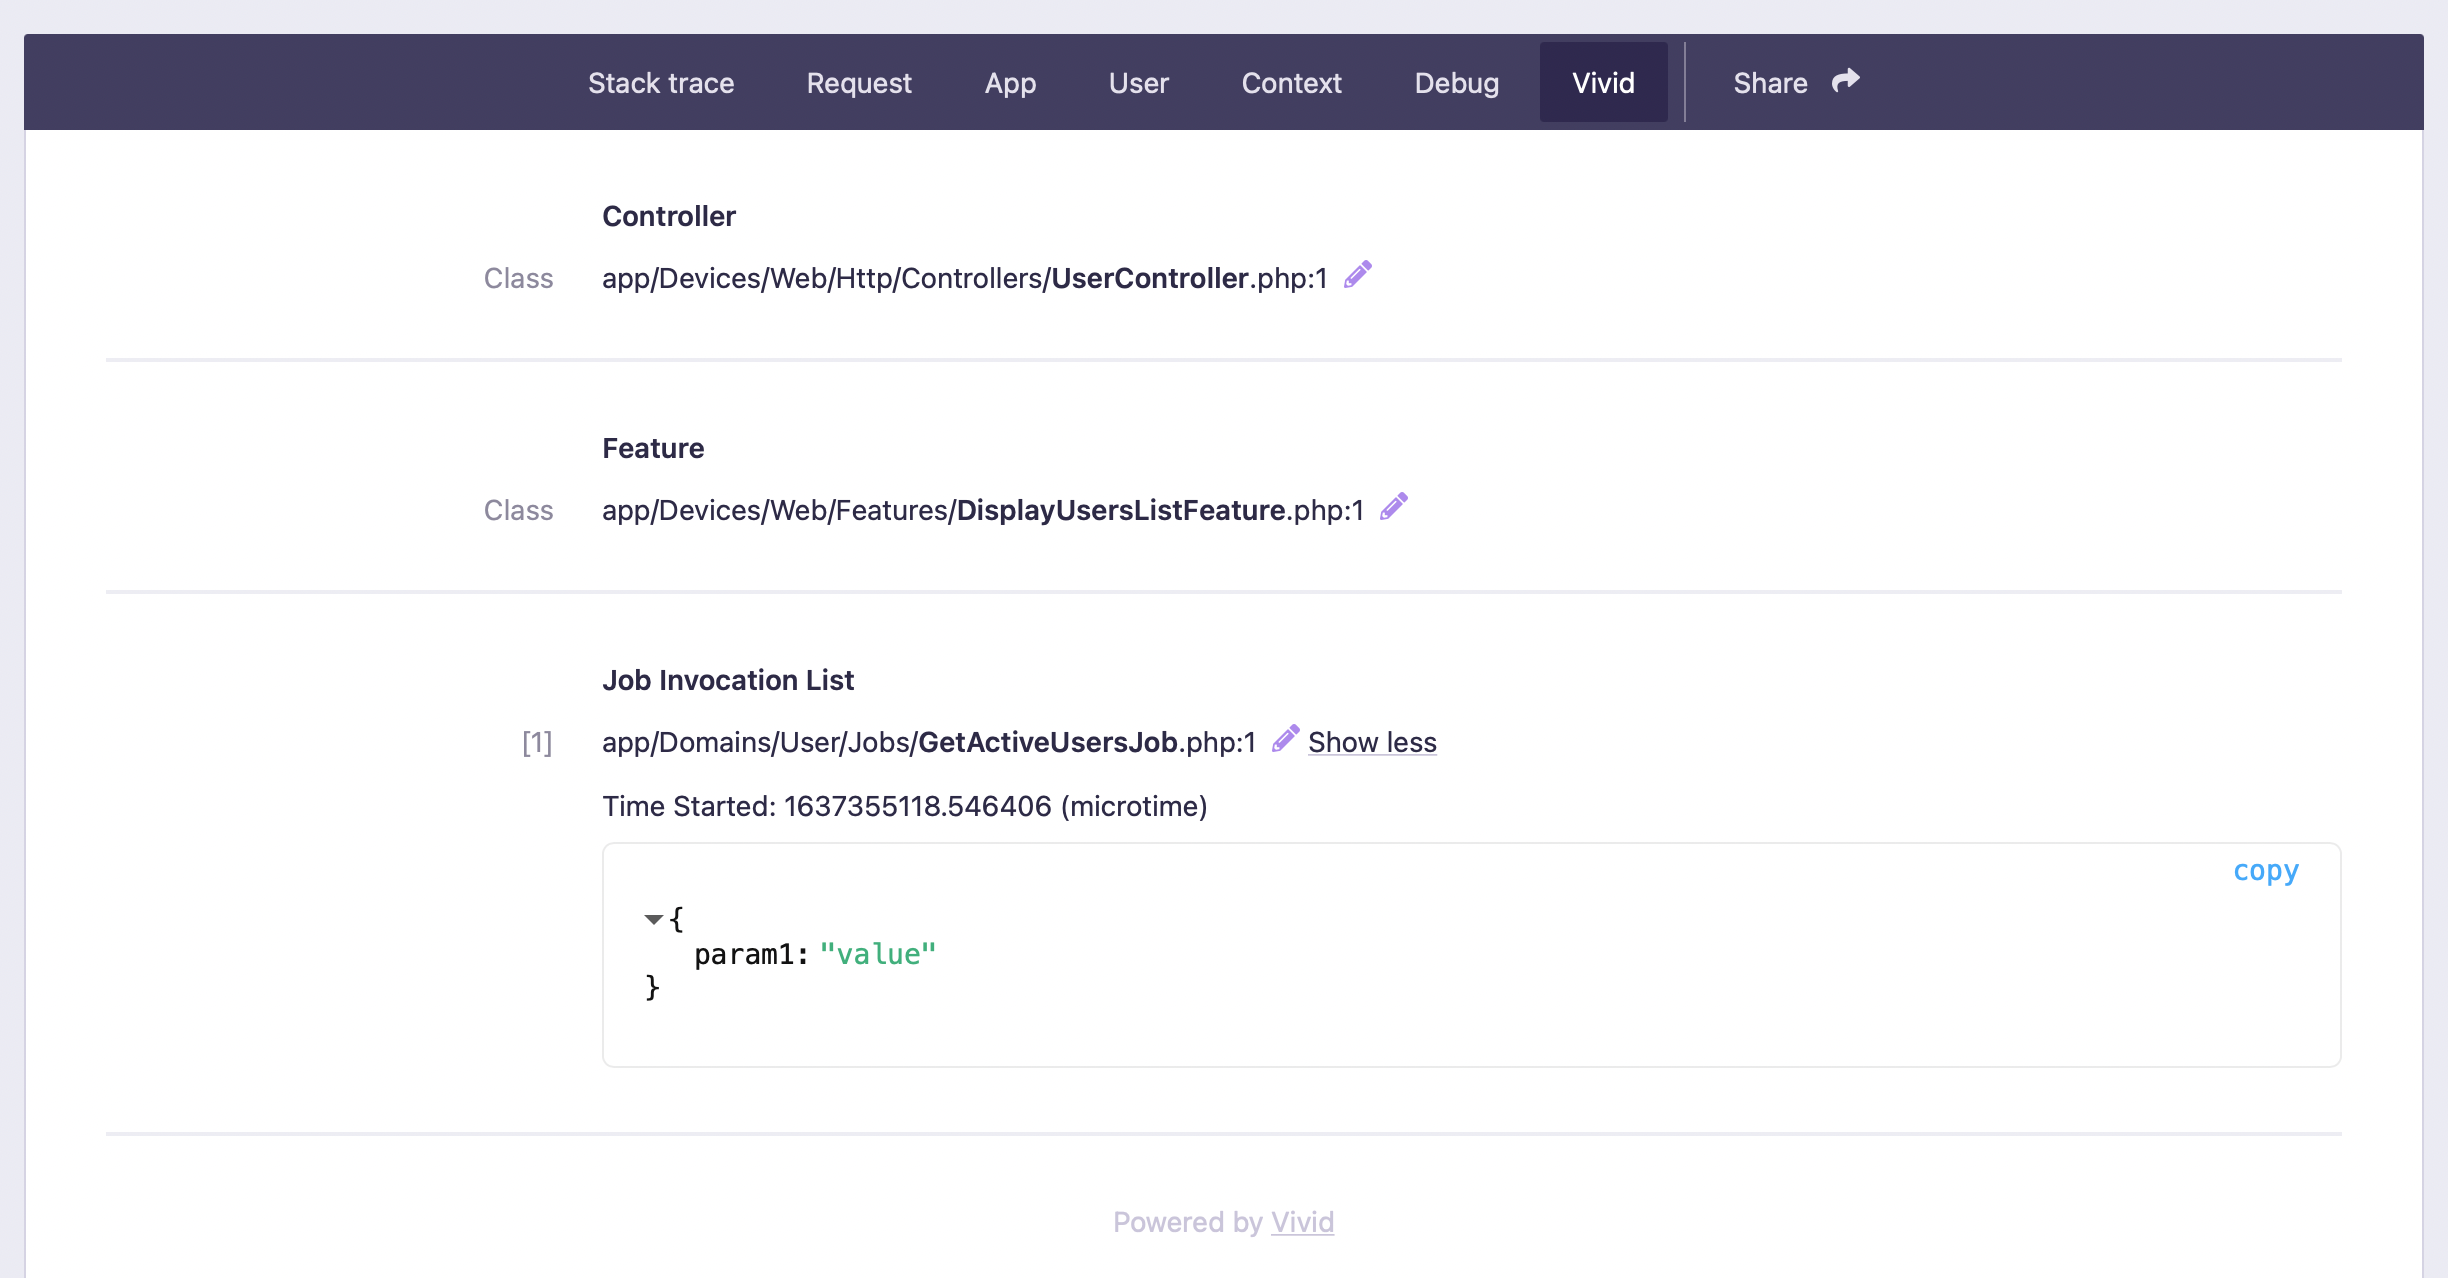 Stack trace Request App User Context Debug Vivid Share
Controller
Class app/Devices/Web/Http/Controllers/UserController.php:1
Feature
Class app/Devices/Web/Features/DisplayUsersListFeature.php:1
Job Invocation List
[1] app/Domains/User/Jobs/GetActiveUsersJob.php:1 Show less
Time Started: 1637355118.546406 (microtime)
copy
{
param1: "value"
}
Powered by Vivid